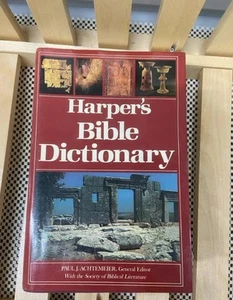 Harper's
Bible
Dictionary
PAUL J. ACHTEMEIER, General Editor
With the Society of Biblical Literature